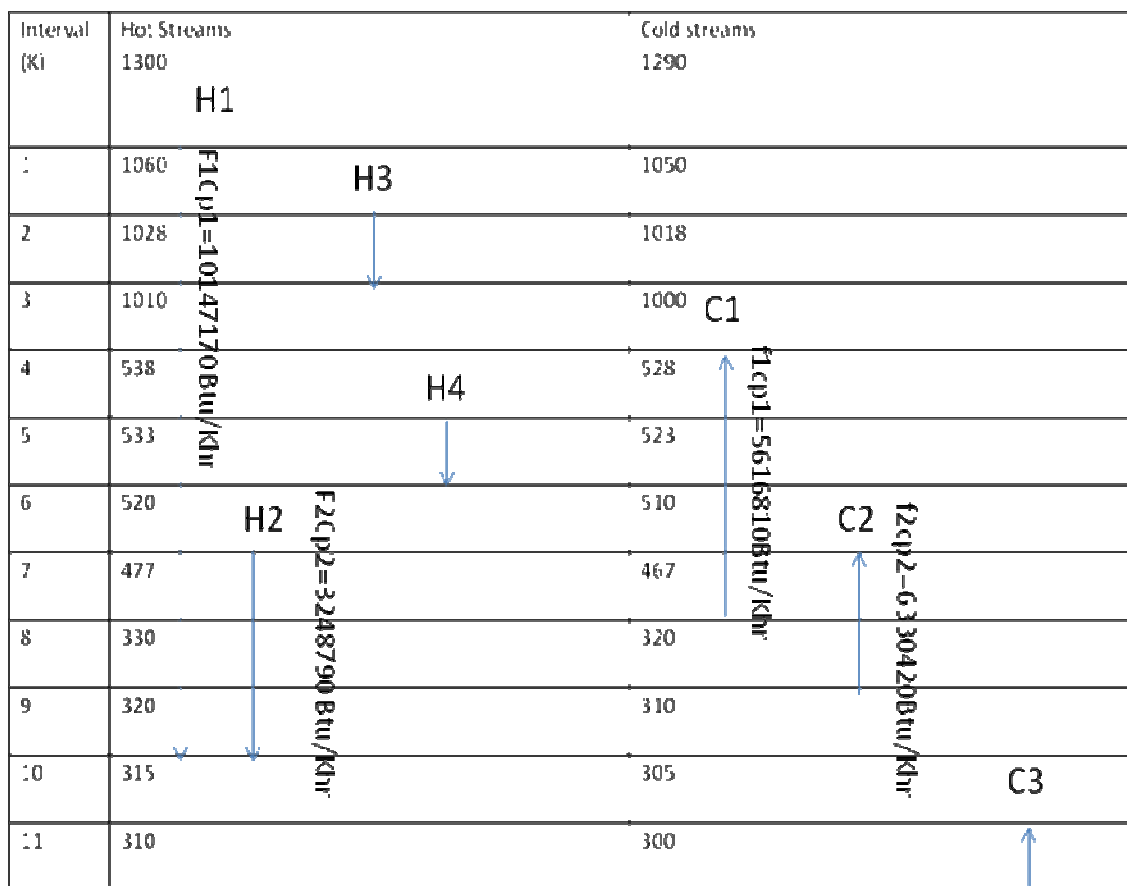 Interval Hot Streams Cold streams
(K) 1300 1290
H1
1 1060 1050
F1Cp1=10147170Btu/Khr
H3
2 1028 1018
3 1010 1000
C1
4 538 528
f1cp1=5616810Btu/Khr
H4
5 533 523
6 520 510
H2
F2Cp2=3248790Btu/Khr
C2
f2cp2=6330420Btu/Khr
7 477 467
8 330 320
9 320 310
10 315 305
C3
11 310 300